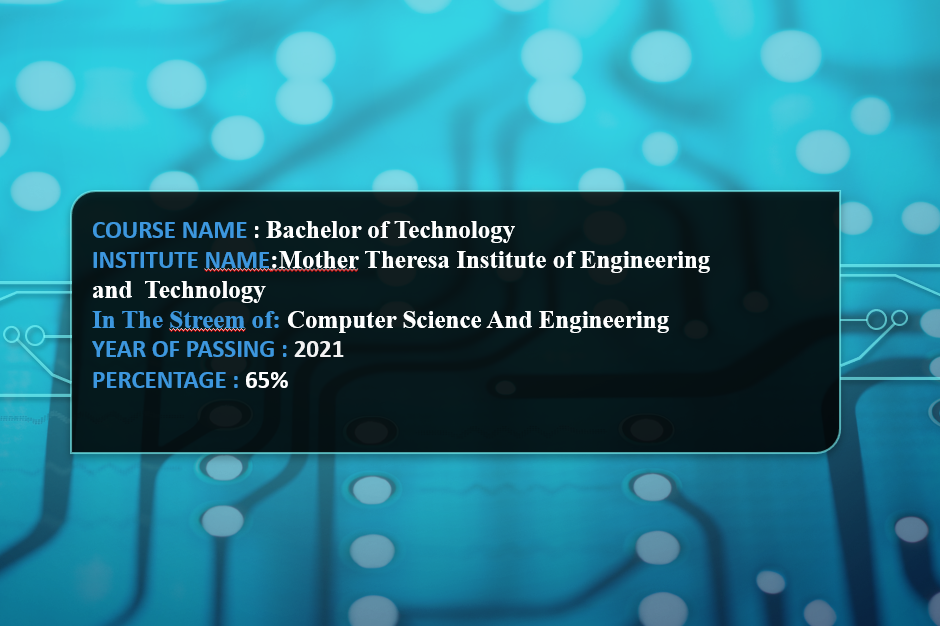 COURSE NAME : Bachelor of Technology
INSTITUTE NAME:Mother Theresa Institute of Engineering
and  Technology
In The Streem of: Computer Science And Engineering
YEAR OF PASSING : 2021
PERCENTAGE : 65%